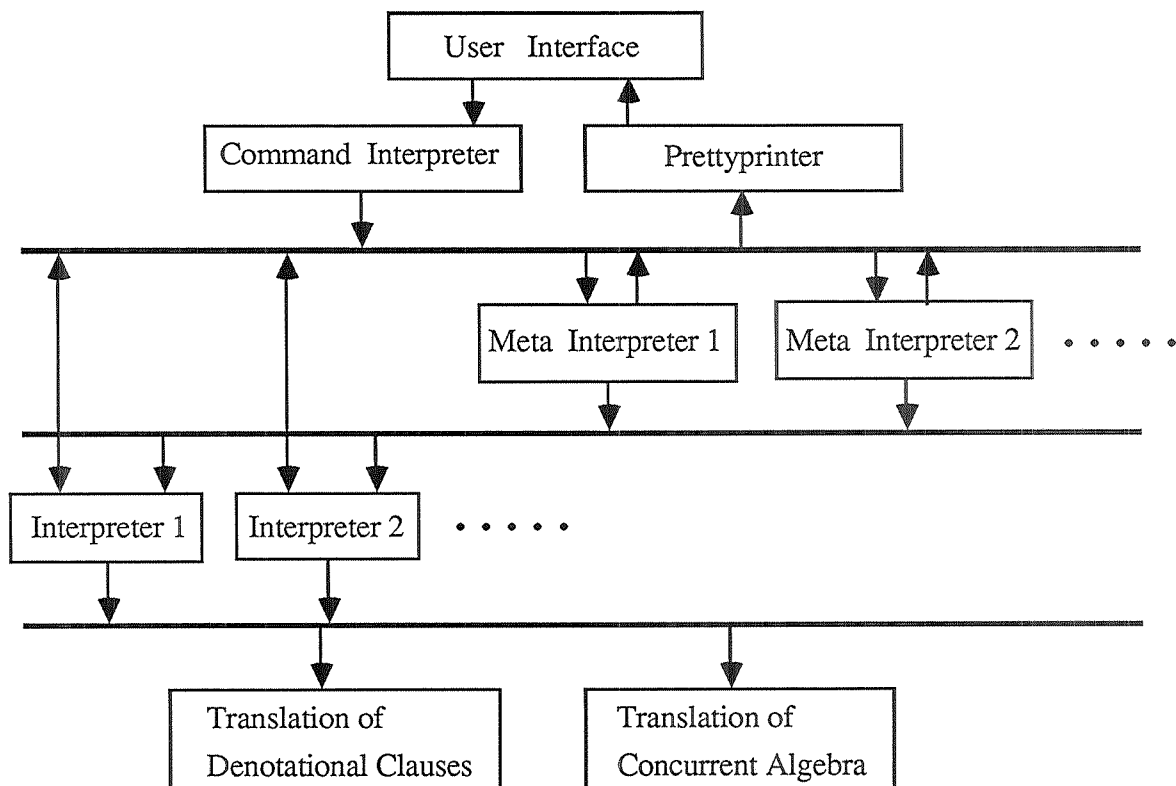 User Interface
Command Interpreter
Prettyprinter
Meta Interpreter 1
Meta Interpreter 2
Interpreter 1
Interpreter 2
Translation of
Denotational Clauses
Translation of
Concurrent Algebra